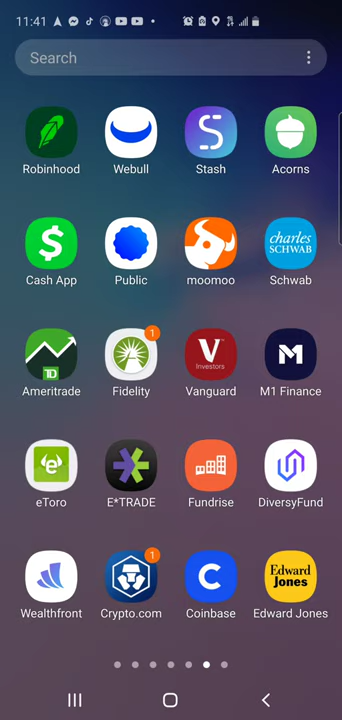 11:41
Search
Robinhood Webull Stash Acorns
charles
SCHWAB
Cash App Public moomoo Schwab
1
TD
V
Investors
M
Ameritrade Fidelity Vanguard M1 Finance
e
eToro E*TRADE Fundrise DiversyFund
1
C
Edward
Jones
Wealthfront Crypto.com Coinbase Edward Jones